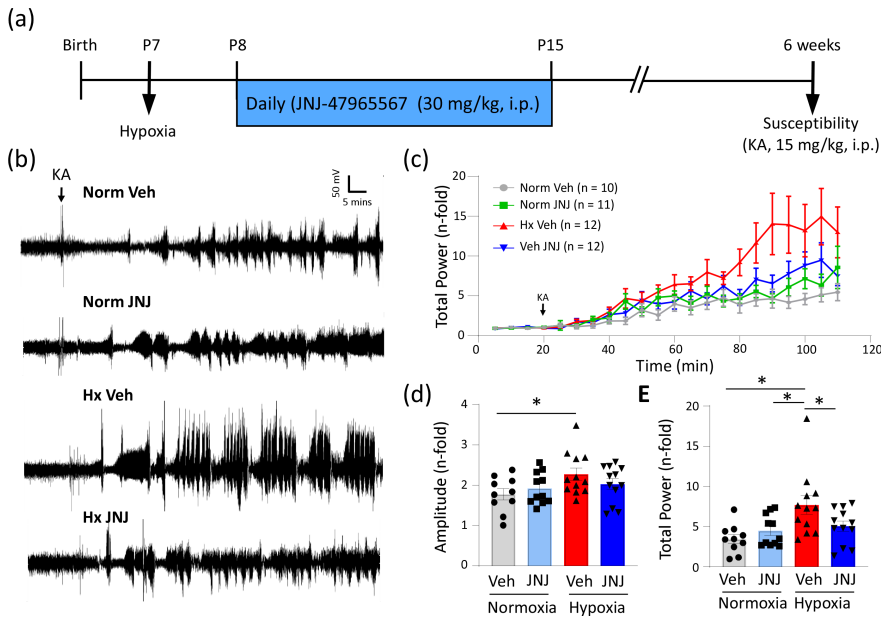 (a)
Birth
P7
P8
P15
6 weeks
Daily (JNJ-47965567 (30 mg/kg, i.p.)
Hypoxia
Susceptibility
(KA, 15 mg/kg, i.p.)
(b)
KA
Norm Veh
50 mV
5 mins
Norm JNJ
Hx Veh
Hx JNJ
(c)
Total Power (n-fold)
20
15
10
5
0
Norm Veh (n = 10)
Norm JNJ (n = 11)
Hx Veh (n = 12)
Veh JNJ (n = 12)
KA
0 20 40 60 80 100 120
Time (min)
(d)
Amplitude (n-fold)
4
3
2
1
0
*
Veh JNJ Veh JNJ
Normoxia Hypoxia
E
Total Power (n-fold)
20
15
10
5
0
*
* *
Veh JNJ Veh JNJ
Normoxia Hypoxia